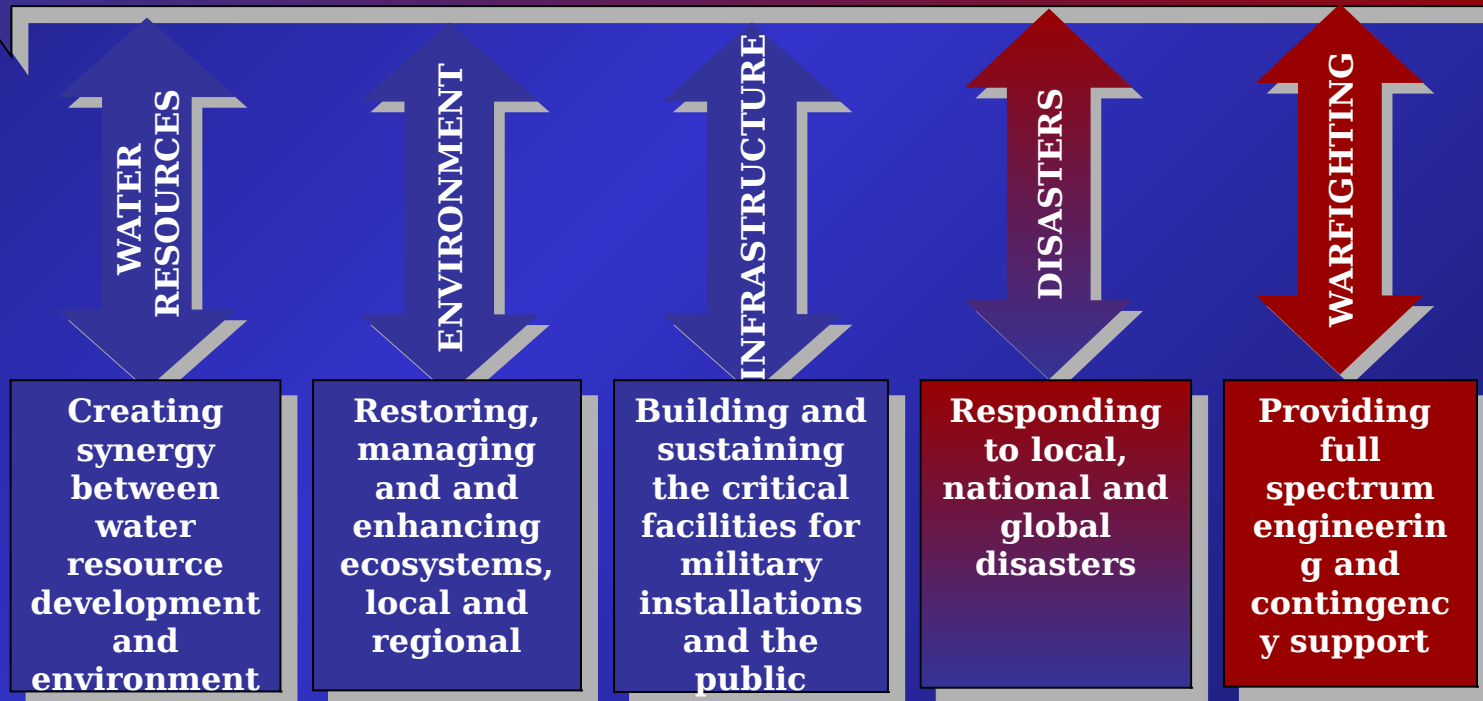 WATER
RESOURCES
ENVIRONMENT
INFRASTRUCTURE
DISASTERS
WARFIGHTING
Creating
synergy
between
water
resource
development
and
environment
Restoring,
managing
and and
enhancing
ecosystems,
local and
regional
Building and
sustaining
the critical
facilities for
military
installations
and the
public
Responding
to local,
national and
global
disasters
Providing
full
spectrum
engineerin
g and
contingenc
y support